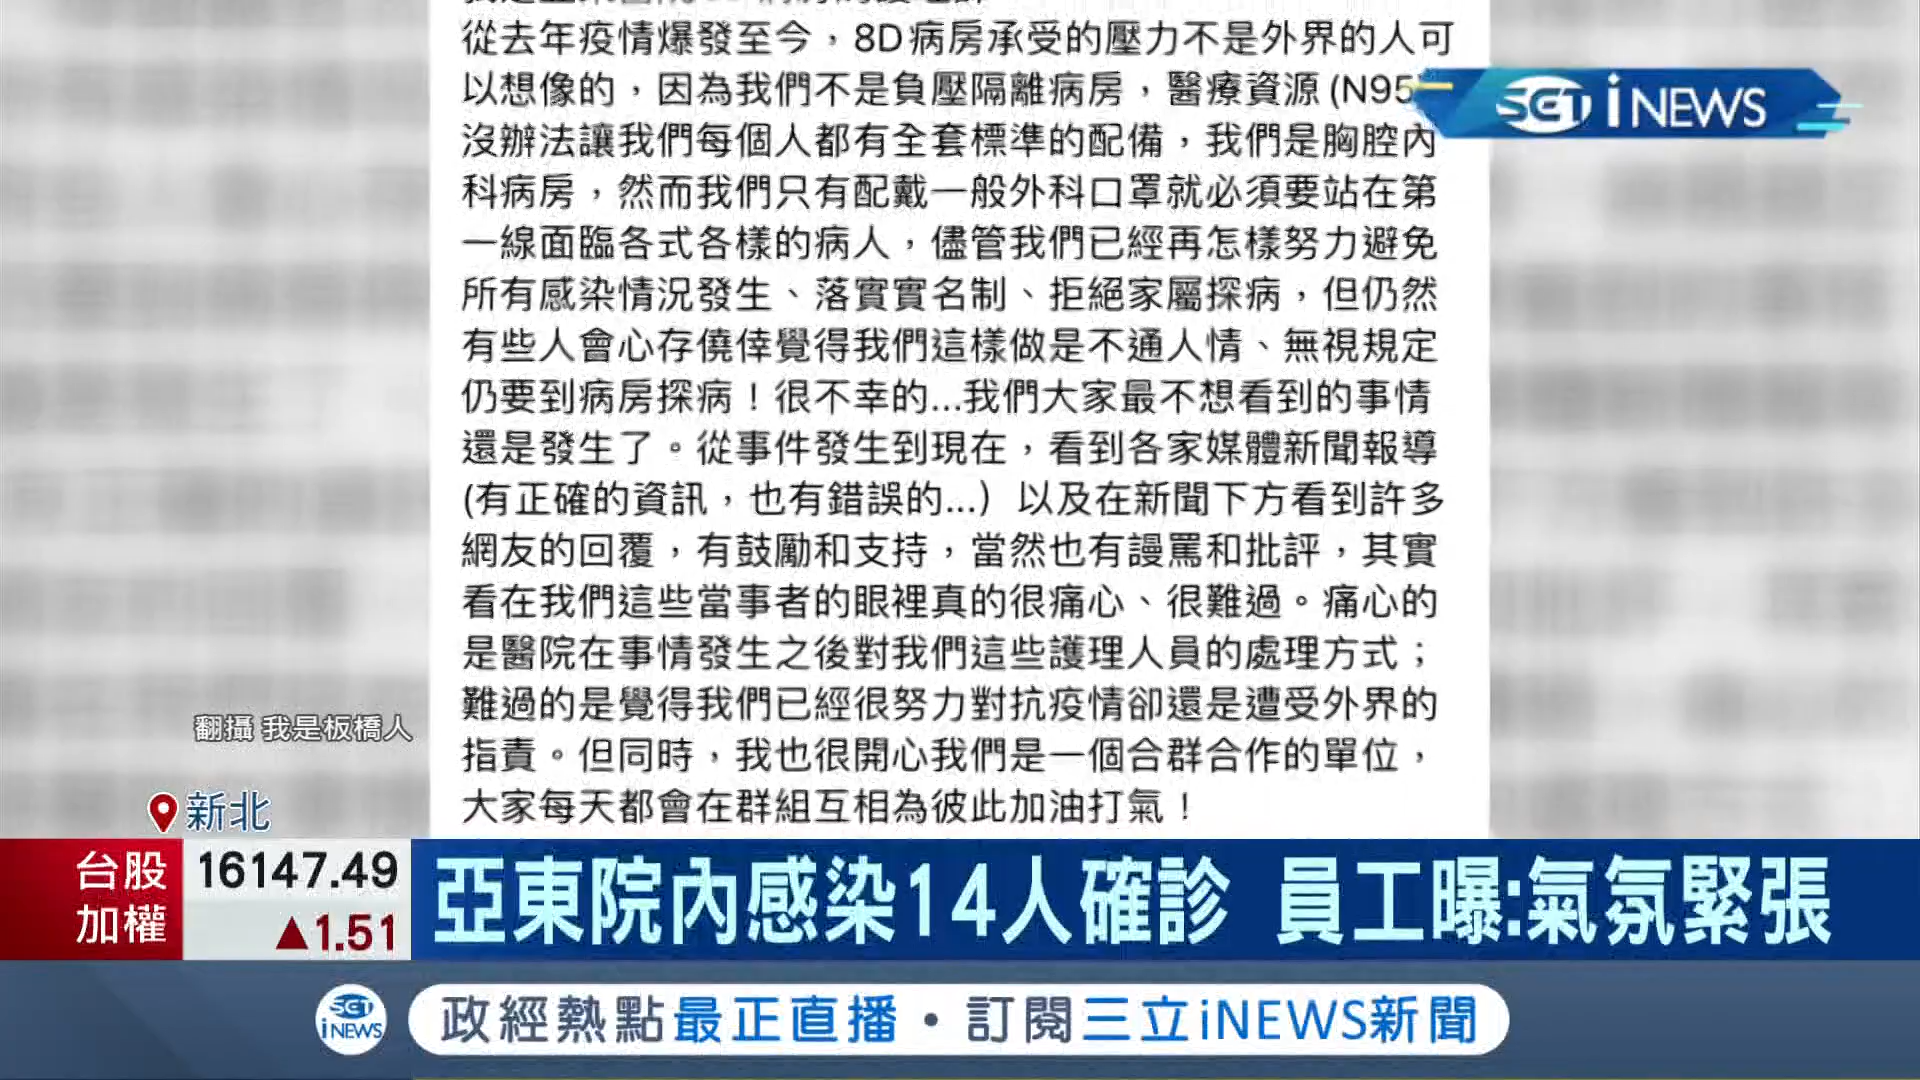 從去年疫情爆發至今，8D病房承受的壓力不是外界的人可
以想像的，因為我們不是負壓隔離病房，醫療資源(N95
沒辦法讓我們每個人都有全套標準的配備，我們是胸腔內
科病房，然而我們只有配戴一般外科口罩就必須要站在第
一線面臨各式各樣的病人，儘管我們已經再怎樣努力避免
所有感染情況發生、落實實名制、拒絕家屬探病，但仍然
有些人會心存僥倖覺得我們這樣做是不通人情、無視規定
仍要到病房探病！很不幸的...我們大家最不想看到的事情
還是發生了。從事件發生到現在，看到各家媒體新聞報導
(有正確的資訊，也有錯誤的...）以及在新聞下方看到許多
網友的回覆，有鼓勵和支持，當然也有謾罵和批評，其實
看在我們這些當事者的眼裡真的很痛心、很難過。痛心的
是醫院在事情發生之後對我們這些護理人員的處理方式；
難過的是覺得我們已經很努力對抗疫情卻還是遭受外界的
指責。但同時，我也很開心我們是一個合群合作的單位，
大家每天都會在群組互相為彼此加油打氣！
SET iNEWS
翻攝 我是板橋人
新北
台股
加權
16147.49
▲1.51
亞東院內感染14人確診 員工曝:氣氛緊張
SET iNEWS
政經熱點最正直播・訂閱三立iNEWS新聞